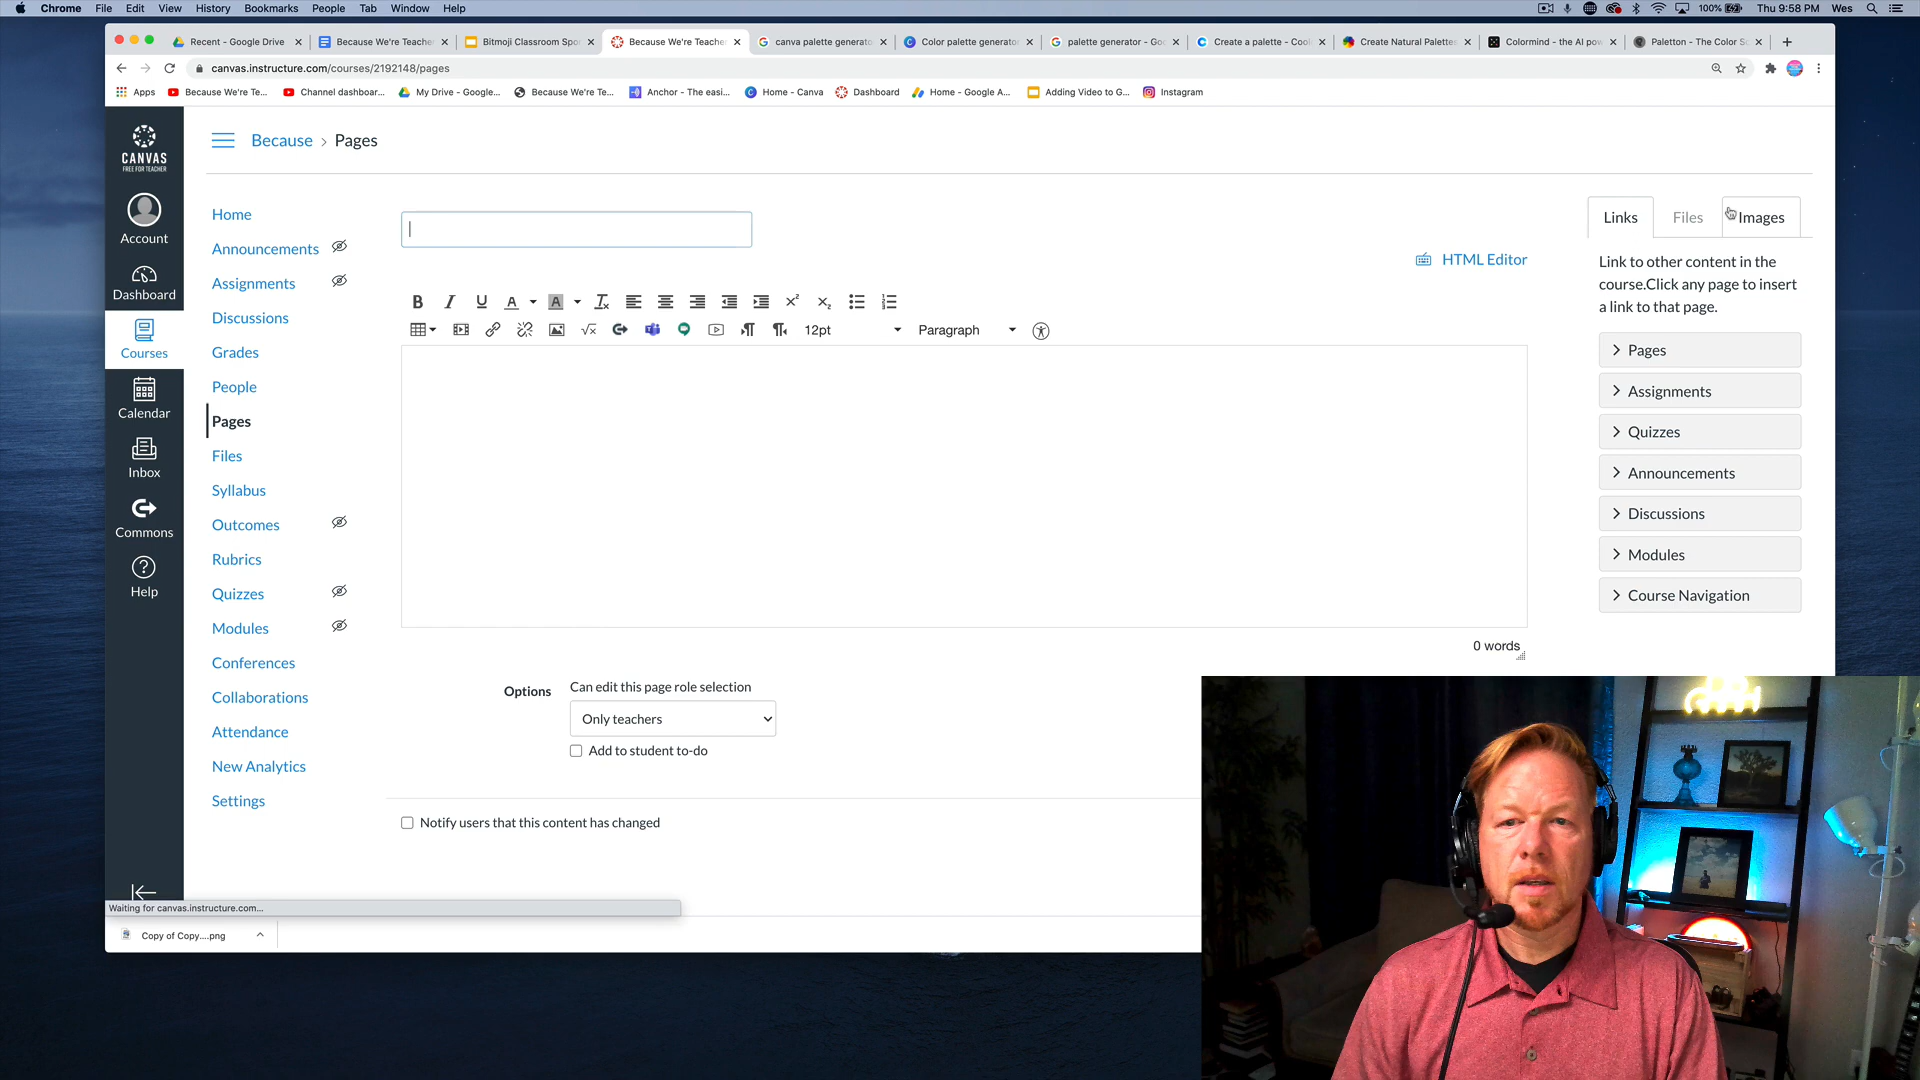 Chrome File Edit View History Bookmarks People Tab Window Help 100% Thu 9:58 PM Wes
Recent - Google Drive Because We're Teache Bitmoji Classroom Spo Because We're Teache canva palette generato Color palette generato palette generator - Goo Create a palette - Coo Create Natural Palettes Colormind - the AI pow Paletton - The Color S
canvas.instructure.com/courses/2192148/pages
Apps Because We're Te... Channel dashboar... My Drive - Google... Because We're Te... Anchor - The easi... Home - Canva Dashboard Home - Google A... Adding Video to G... Instagram
CANVAS
FREE FOR TEACHER
Account
Dashboard
Courses
Calendar
Inbox
Commons
Help
Because > Pages
Home
Announcements
Assignments
Discussions
Grades
People
Pages
Files
Syllabus
Outcomes
Rubrics
Quizzes
Modules
Conferences
Collaborations
Attendance
New Analytics
Settings
HTML Editor
12pt Paragraph
0 words
Options
Can edit this page role selection
Only teachers
Add to student to-do
Notify users that this content has changed
Links Files Images
Link to other content in the
course.Click any page to insert
a link to that page.
Pages
Assignments
Quizzes
Announcements
Discussions
Modules
Course Navigation
Waiting for canvas.instructure.com...
Copy of Copy....png